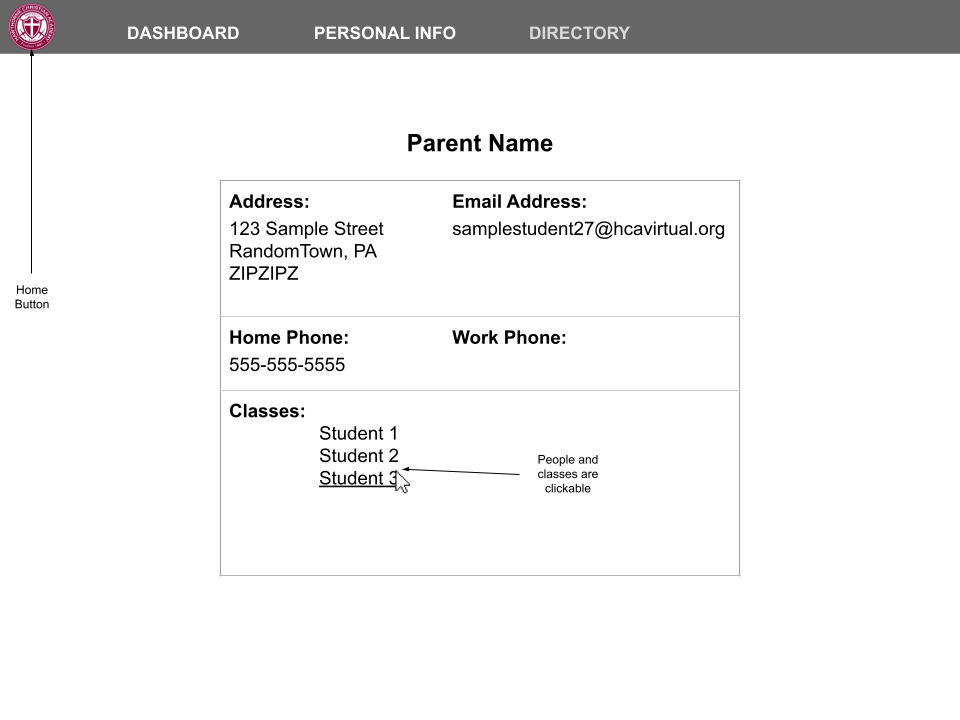 DASHBOARD PERSONAL INFO DIRECTORY
Parent Name
Address: Email Address:
123 Sample Street samplestudent27@hcavirtual.org
RandomTown, PA
ZIPZIPZ
Home Button
Home Phone: Work Phone:
555-555-5555
Classes:
Student 1
Student 2
Student 3
People and
classes are
clickable